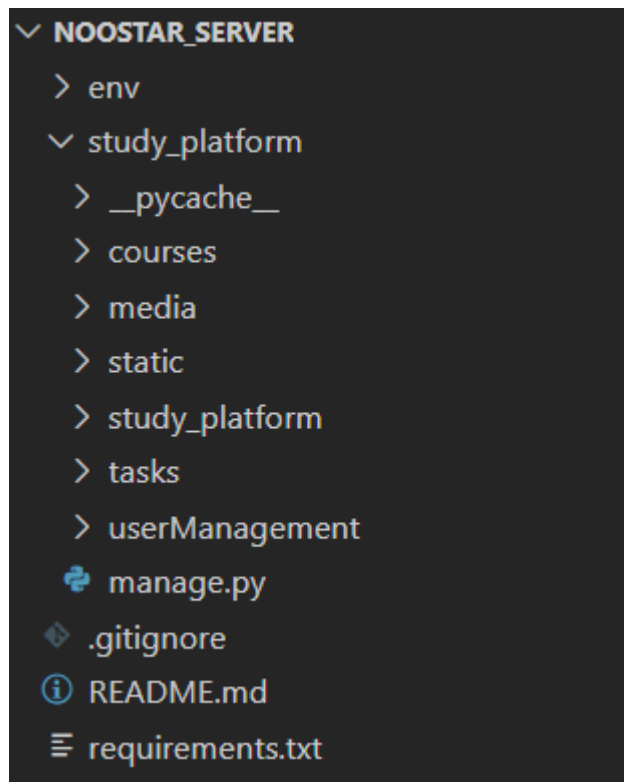 NOOSTAR_SERVER
env
study_platform
__pycache__
courses
media
static
study_platform
tasks
userManagement
manage.py
.gitignore
README.md
requirements.txt